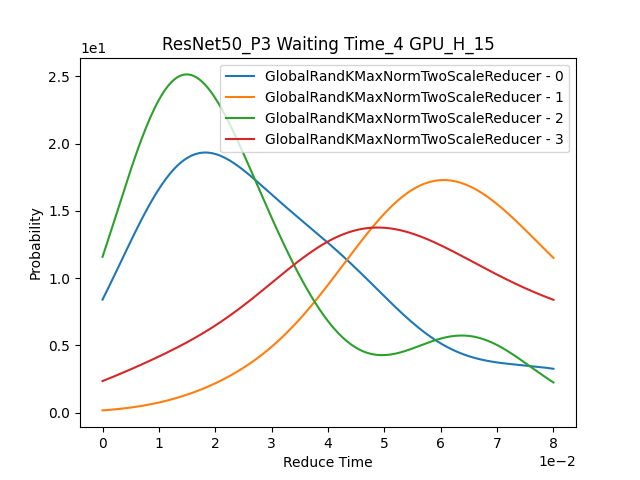 ResNet50_P3 Waiting Time_4 GPU_H_15
1e1
GlobalRandKMaxNormTwoScaleReducer - 0
GlobalRandKMaxNormTwoScaleReducer - 1
GlobalRandKMaxNormTwoScaleReducer - 2
GlobalRandKMaxNormTwoScaleReducer - 3
Probability
2.5
2.0
1.5
1.0
0.5
0.0
0 1 2 3 4 5 6 7 8
Reduce Time
1e−2